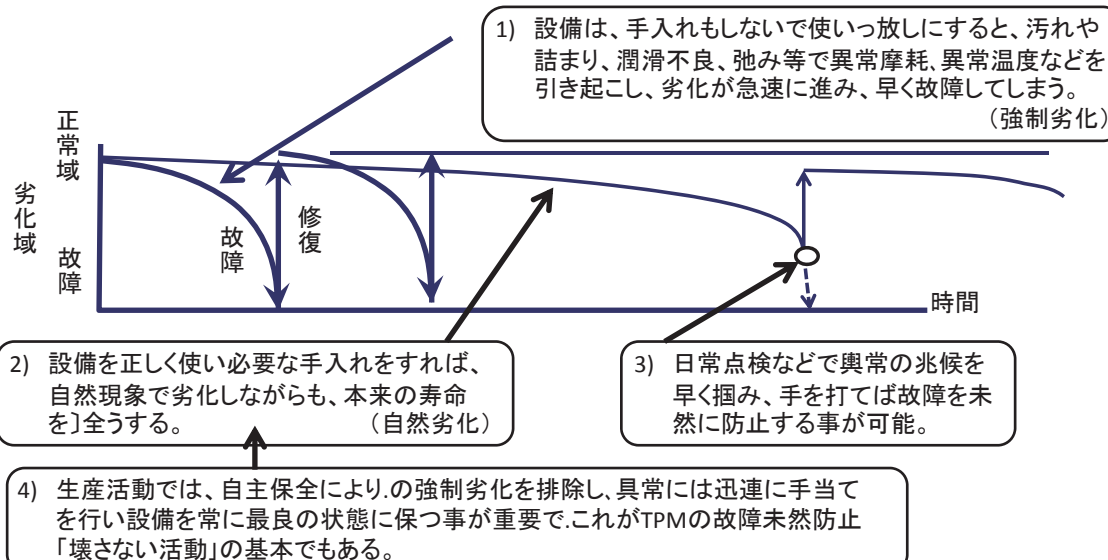 1) 設備は、手入れもしないで使いっ放しにすると、汚れや
詰まり、潤滑不良、弛み等で異常摩耗、異常温度などを
引き起こし、劣化が急速に進み、早く故障してしまう。
（強制劣化）
正常域
劣化域
故障
故障
修復
時間
2) 設備を正しく使い必要な手入れをすれば、
自然現象で劣化しながらも、本来の寿命
を〕全うする。 （自然劣化）
3) 日常点検などで輿常の兆候を
早く掴み、手を打てば故障を未
然に防止する事が可能。
4) 生産活動では、自主保全により.の強制劣化を排除し、具常には迅連に手当て
を行い設備を常に最良の状態に保つ事が重要で.これがTPMの故障未然防止
「壊さない活動」の基本でもある。